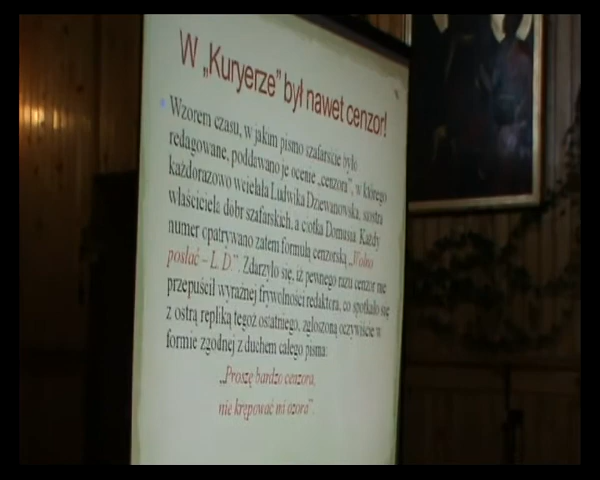 W „Kuryerze” był nawet cenzor!
Wzorem czasu, w jakim pismo szafarskie było
redagowane, poddawano je ocenie „cenzora”, w którego
każdorazowo wcielała Ludwika Dziewanowska, siostra
właściciela dóbr szafarskich, a ciotka Domusia. Każdy
numer opatrywano zatem formułą cenzorską „Wolno
posłać – L. D.”. Zdarzyło się, iż pewnego razu cenzor nie
przepuścił wyraźnej frywolności redaktora, co spotkało się
z ostrą repliką tegoż ostatniego, zgłoszoną oczywiście w
formie zgodnej z duchem całego pisma:
„Proszę bardzo cenzora,
nie krępować mi ozora”.